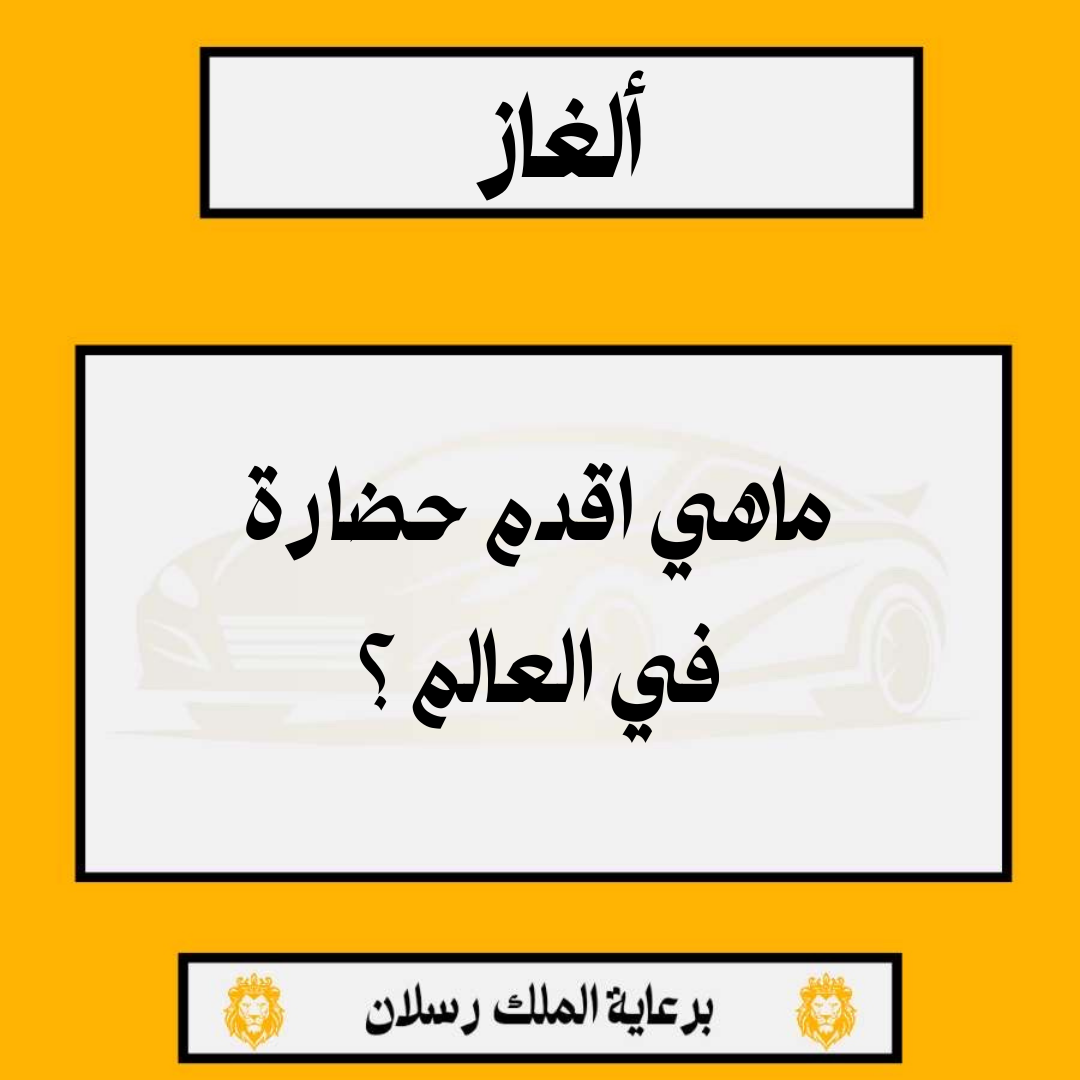 ألغاز
ماهي اقدم حضارة
في العالم ؟
برعاية الملك رسلان